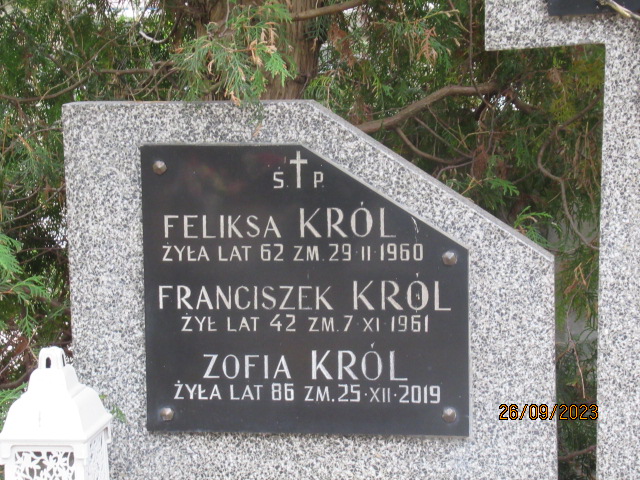 Ś. P.
FELIKSA KRÓL
ŻYŁA LAT 62 ZM. 29·II·1960
FRANCISZEK KRÓL
ŻYŁ LAT 42 ZM. 7·XI·1961
ZOFIA KRÓL
ŻYŁA LAT 86 ZM. 25·XII·2019
26/09/2023